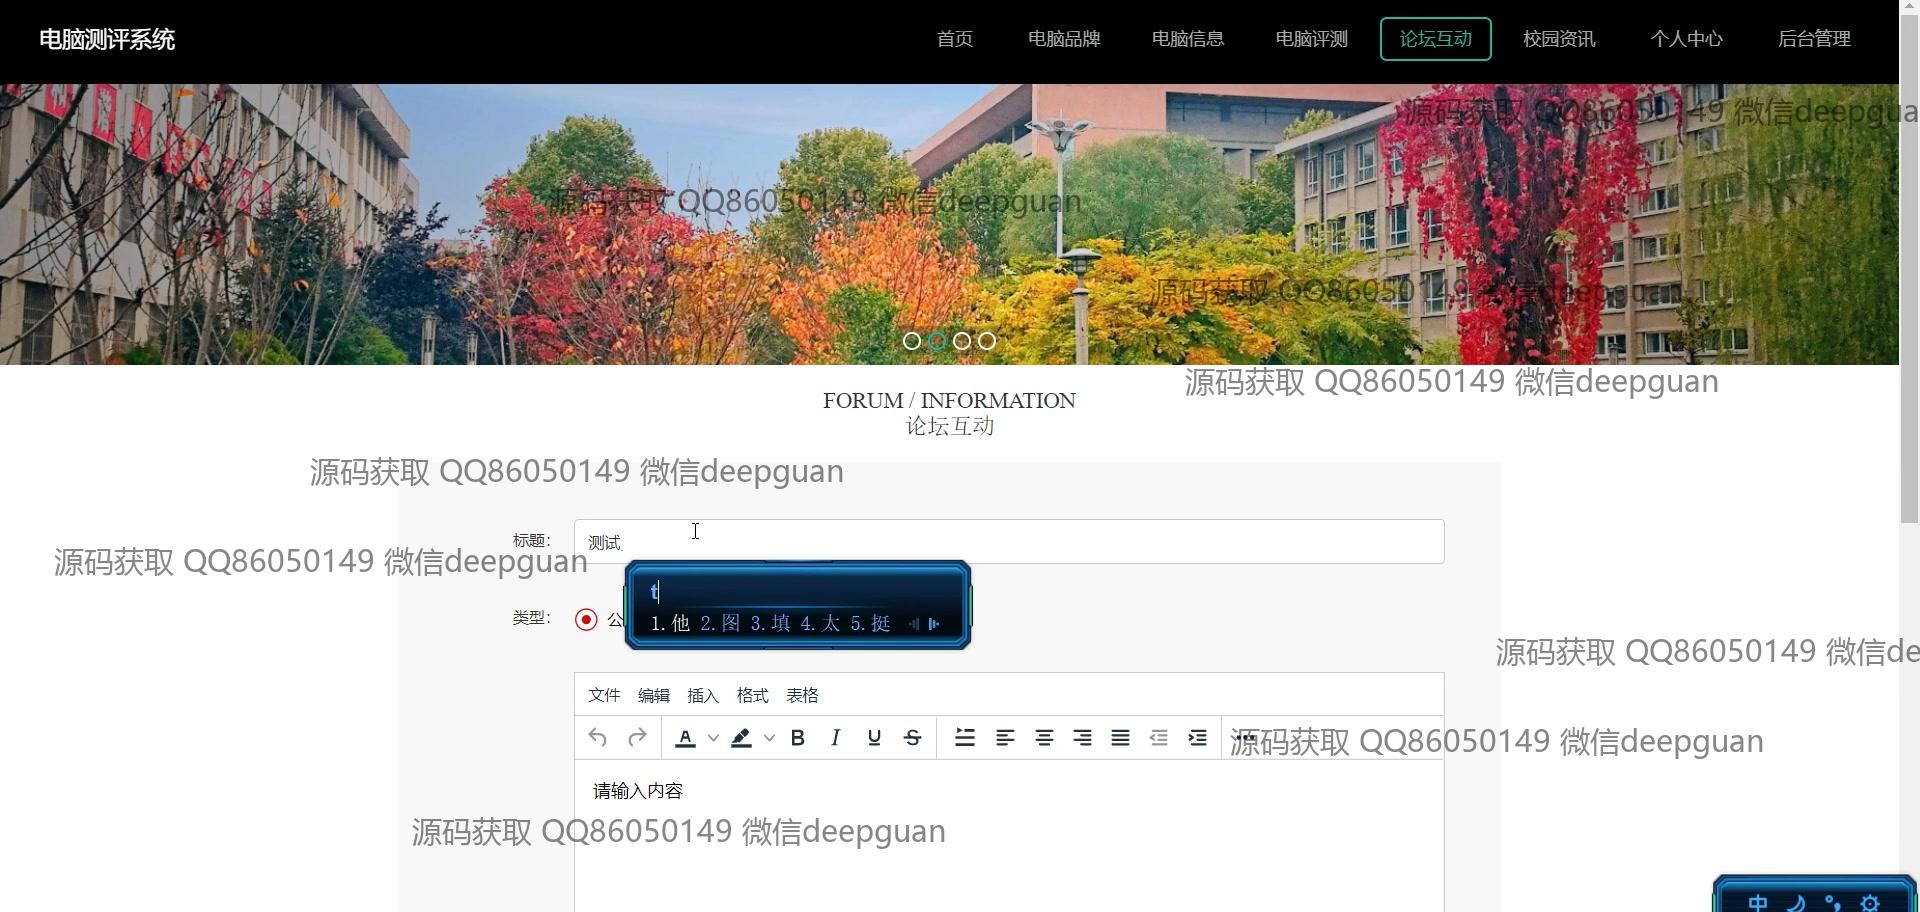 电脑测评系统
首页 电脑品牌 电脑信息 电脑评测 论坛互动 校园资讯 个人中心 后台管理
源码获取 QQ86050149 微信deepgua
源码获取 QQ86050149 微信deepguan
源码获取 QQ86050149 微信deepguan
源码获取 QQ86050149 微信deepguan
FORUM / INFORMATION
论坛互动
源码获取 QQ86050149 微信deepguan
标题: 测试
源码获取 QQ86050149 微信deepguan
t
类型: 公
1.他 2.图 3.填 4.太 5.挺
源码获取 QQ86050149 微信de
文件 编辑 插入 格式 表格
A B I U S
源码获取 QQ86050149 微信deepguan
请输入内容
源码获取 QQ86050149 微信deepguan
中